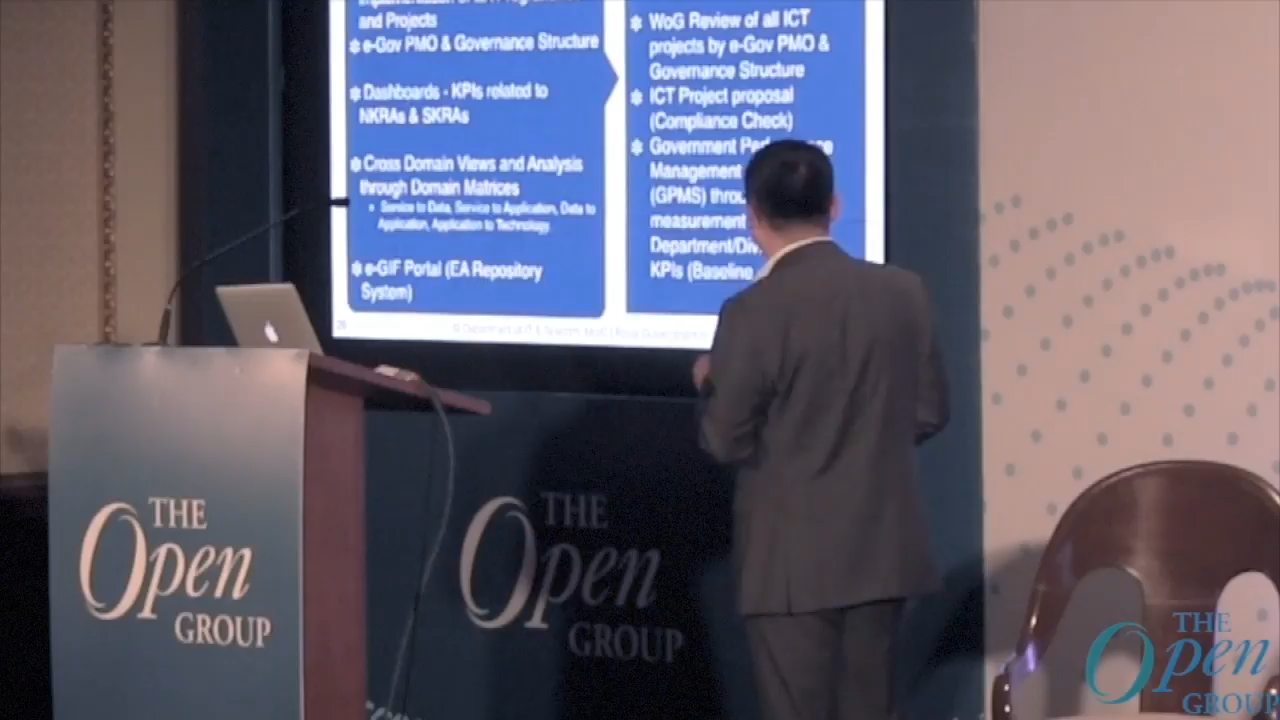 and Projects
✽ e-Gov PMO & Governance Structure
✽ Dashboards - KPIs related to
NKRAs & SKRAs
✽ Cross Domain Views and Analysis
through Domain Matrices
• Service to Data, Service to Application, Data to
Application, Application to Technology
✽ e-GIF Portal (EA Repository
System)
✽ WoG Review of all ICT
projects by e-Gov PMO &
Governance Structure
✽ ICT Project proposal
(Compliance Check)
✽ Government
Management
(GPMS)
measurement
KPIs (Baseline
THE
Open
GROUP
THE
Open
GROUP
THE
Open
GROUP